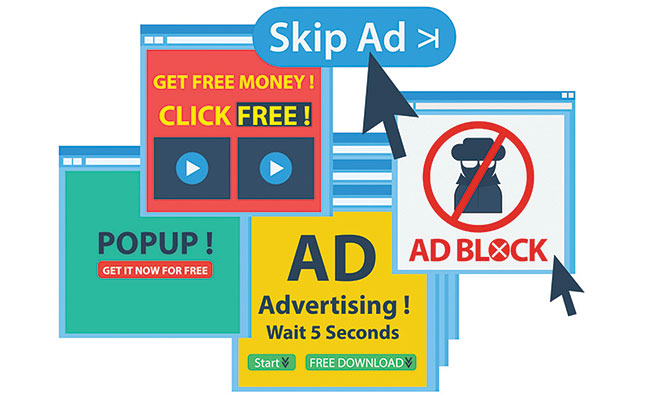 Skip Ad
GET FREE MONEY !
CLICK FREE !
POPUP !
GET IT NOW FOR FREE
AD
Advertising !
Wait 5 Seconds
Start
FREE DOWNLOAD
AD BLOCK